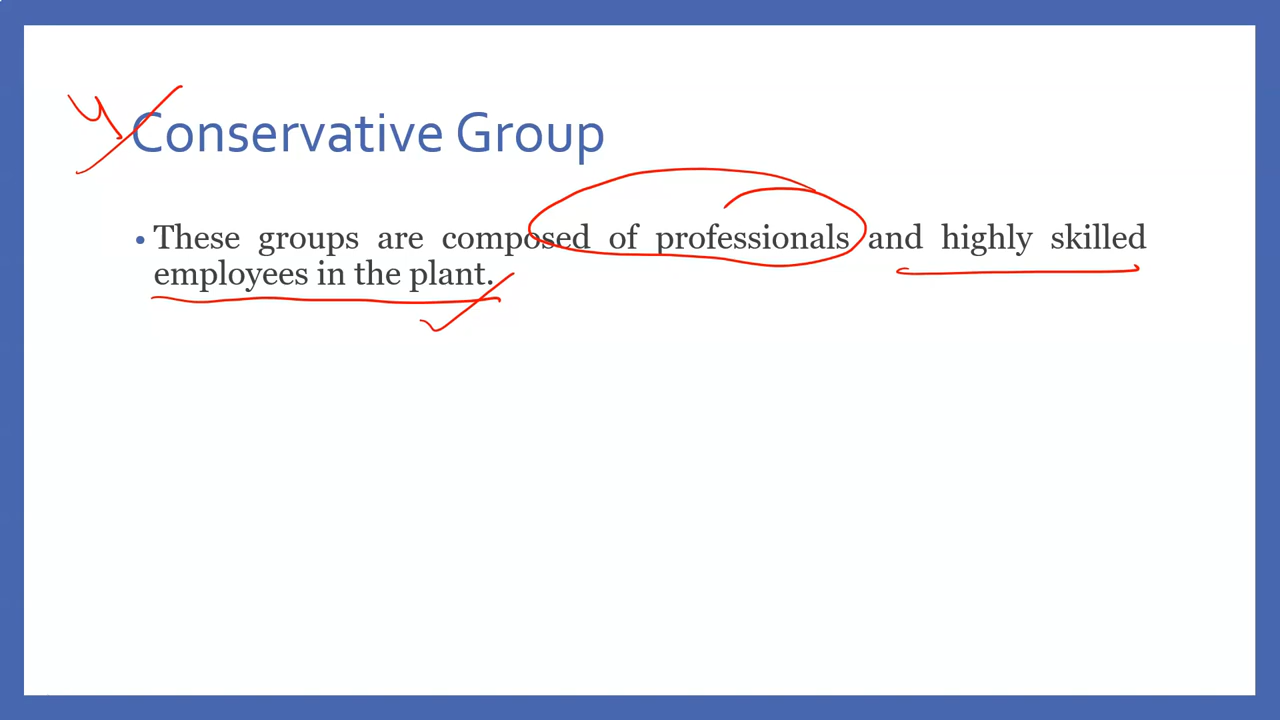 Conservative Group
• These groups are composed of professionals and highly skilled
employees in the plant.